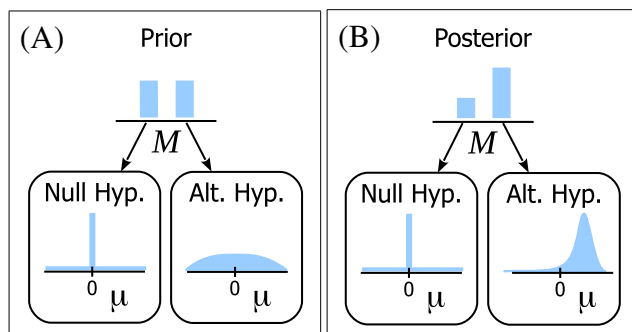 (A)
Prior
M
Null Hyp.
0
μ
Alt. Hyp.
0
μ
(B)
Posterior
M
Null Hyp.
0
μ
Alt. Hyp.
0
μ